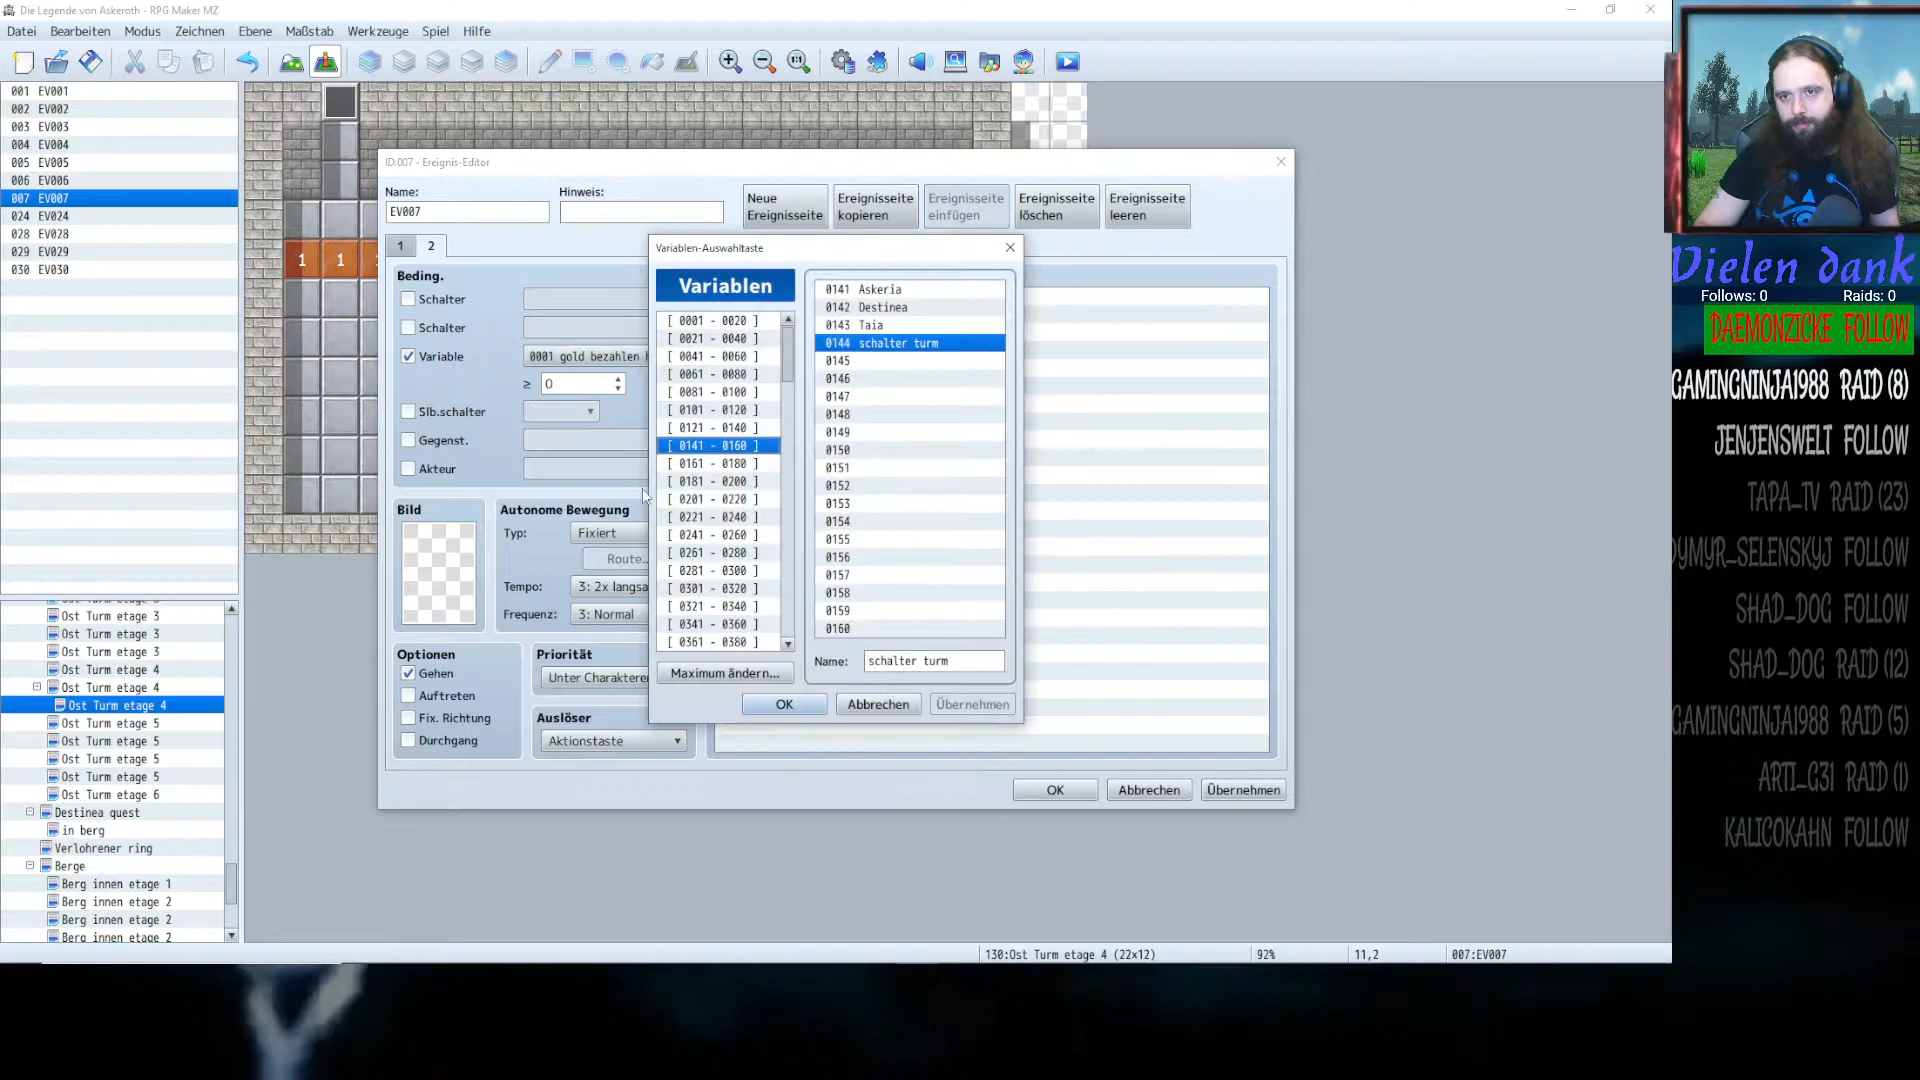 Die Legende von Askeroth - RPG Maker MZ
Datei Bearbeiten Modus Zeichnen Ebene Maßstab Werkzeuge Spiel Hilfe
001 EV001
002 EV002
003 EV003
004 EV004
005 EV005
006 EV006
007 EV007
024 EV024
028 EV028
029 EV029
030 EV030
1 1
ID:007 - Ereignis-Editor
Name:
EV007
Hinweis:
Neue Ereignisseite
Ereignisseite kopieren
Ereignisseite einfügen
Ereignisseite löschen
Ereignisseite leeren
1 2
Beding.
Schalter
Schalter
Variable
0001 gold bezahlen
≥ 0
Slb.schalter
Gegenst.
Akteur
Bild
Autonome Bewegung
Typ: Fixiert
Route..
Tempo: 3: 2x langsa
Frequenz: 3: Normal
Optionen
Gehen
Auftreten
Fix. Richtung
Durchgang
Priorität
Unter Charaktere
Auslöser
Aktionstaste
OK Abbrechen Übernehmen
Variablen-Auswahltaste
Variablen
[ 0001 - 0020 ]
[ 0021 - 0040 ]
[ 0041 - 0060 ]
[ 0061 - 0080 ]
[ 0081 - 0100 ]
[ 0101 - 0120 ]
[ 0121 - 0140 ]
[ 0141 - 0160 ]
[ 0161 - 0180 ]
[ 0181 - 0200 ]
[ 0201 - 0220 ]
[ 0221 - 0240 ]
[ 0241 - 0260 ]
[ 0261 - 0280 ]
[ 0281 - 0300 ]
[ 0301 - 0320 ]
[ 0321 - 0340 ]
[ 0341 - 0360 ]
[ 0361 - 0380 ]
Maximum ändern...
0141 Askeria
0142 Destinea
0143 Taia
0144 schalter turm
0145
0146
0147
0148
0149
0150
0151
0152
0153
0154
0155
0156
0157
0158
0159
0160
Name: schalter turm
OK Abbrechen Übernehmen
Ost Turm etage 3
Ost Turm etage 3
Ost Turm etage 3
Ost Turm etage 4
Ost Turm etage 4
Ost Turm etage 4
Ost Turm etage 5
Ost Turm etage 5
Ost Turm etage 5
Ost Turm etage 5
Ost Turm etage 6
Destinea quest
in berg
Verlohrener ring
Berge
Berg innen etage 1
Berg innen etage 2
Berg innen etage 2
Berg innen etage 2
130:Ost Turm etage 4 (22x12) 92% 11,2 007:EV007
Vielen dank
Follows: 0 Raids: 0
DAEMONZICKE FOLLOW
GAMINGNINJA1988 RAID (8)
JENJENSWELT FOLLOW
TAPA_TV RAID (23)
DYMYR_SELENSKYJ FOLLOW
SHAD_DOG FOLLOW
SHAD_DOG RAID (12)
GAMINGNINJA1988 RAID (5)
ARTI_G31 RAID (1)
KALICOKAHN FOLLOW